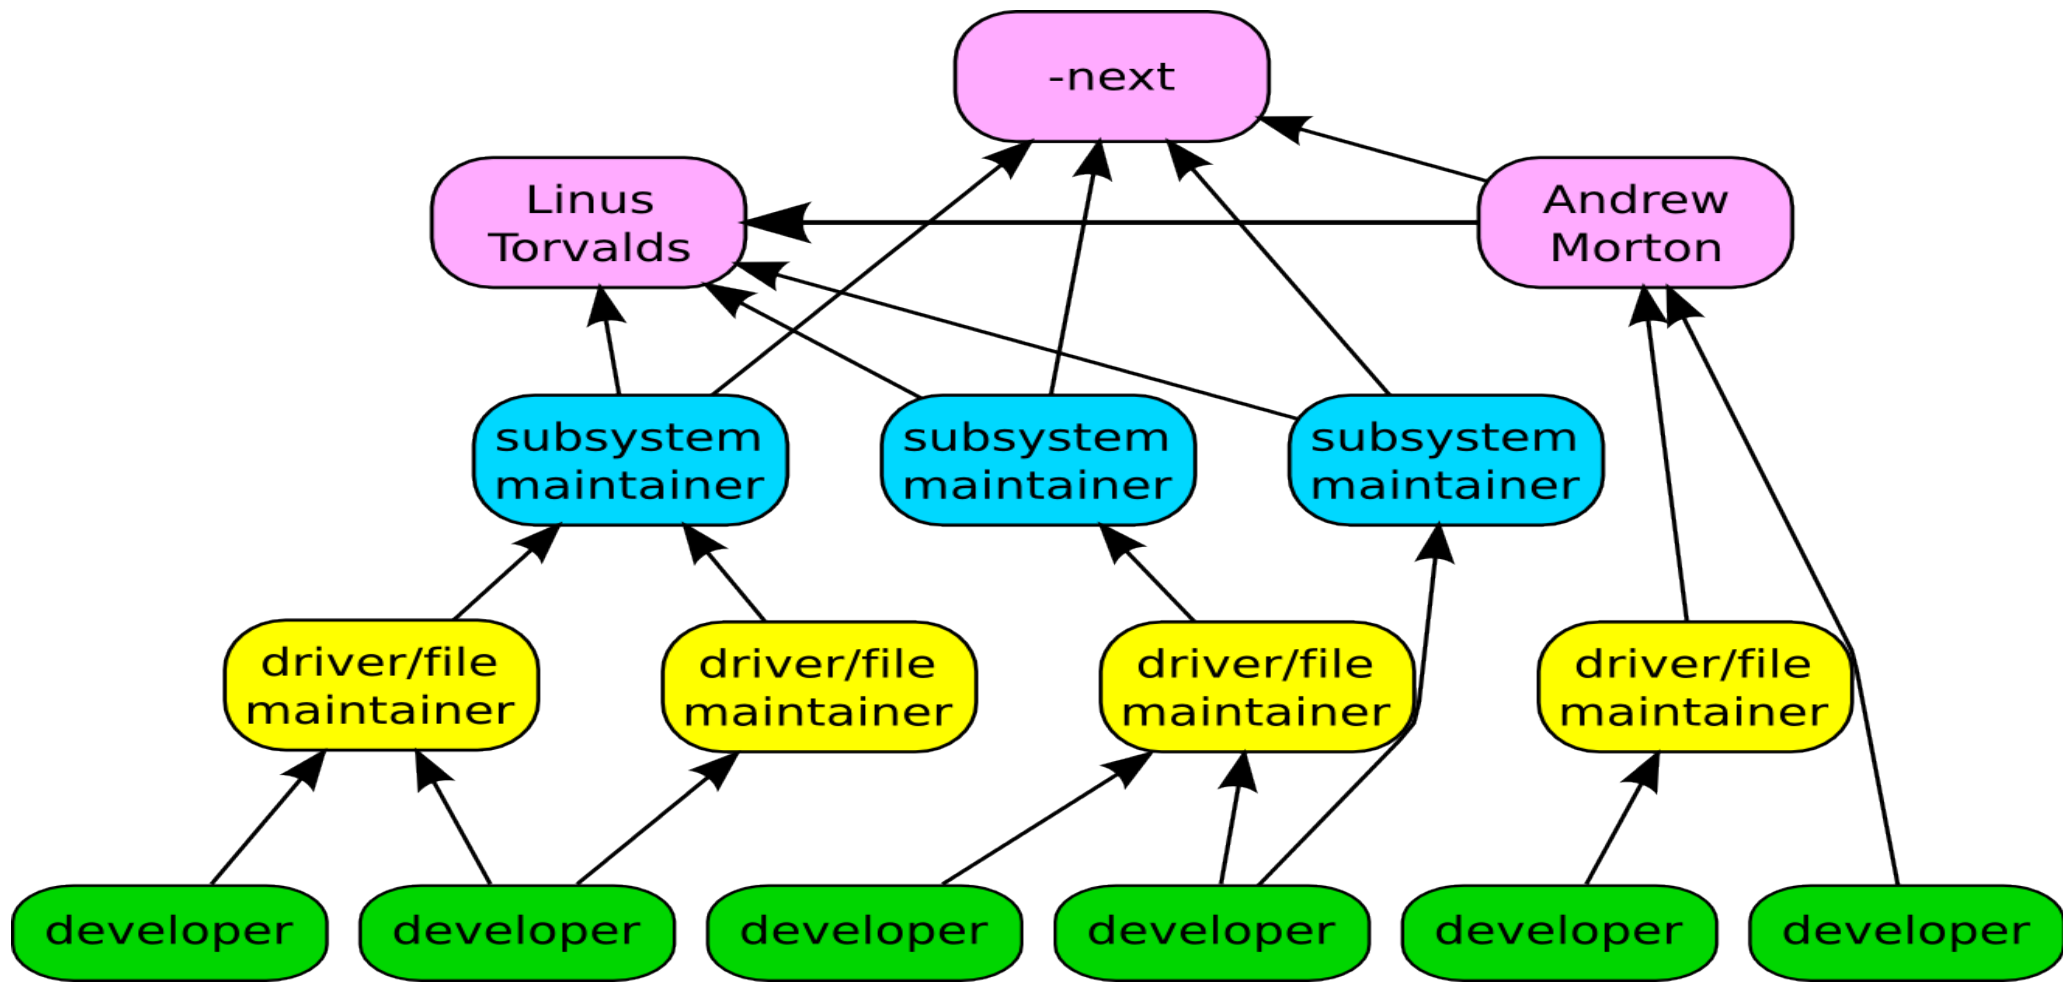 -next
Linus
Torvalds
Andrew
Morton
subsystem
maintainer
subsystem
maintainer
subsystem
maintainer
driver/file
maintainer
driver/file
maintainer
driver/file
maintainer
driver/file
maintainer
developer
developer
developer
developer
developer
developer